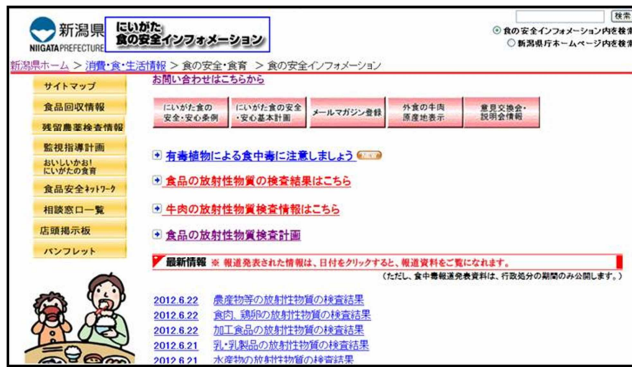 新潟県
NIIGATA PREFECTURE
にいがた
食の安全インフォメーション
検索
食の安全インフォメーション内を検索
新潟県庁ホームページ内を検索
新潟県ホーム > 消費・食・生活情報 > 食の安全・食育 > 食の安全インフォメーション
サイトマップ
食品回収情報
残留農薬検査情報
監視指導計画
おいしいかお!
にいがたの食育
食品安全ネットワーク
相談窓口一覧
店頭掲示板
パンフレット
お問い合わせはこちらから
にいがた食の
安全・安心条例
にいがた食の安全
・安心基本計画
メールマガジン登録
外食の牛肉
原産地表示
意見交換会・
説明会情報
有毒植物による食中毒に注意しましょう NEW
食品の放射性物質の検査結果はこちら
牛肉の放射性物質検査情報はこちら
食品の放射性物質検査計画
最新情報 ※ 報道発表された情報は、日付をクリックすると、報道資料をご覧になれます。
(ただし、食中毒報道発表資料は、行政処分の期間のみ公開します。)
2012.6.22 農産物等の放射性物質の検査結果
2012.6.22 食肉、鶏卵の放射性物質の検査結果
2012.6.22 加工食品の放射性物質の検査結果
2012.6.21 乳・乳製品の放射性物質の検査結果
2012.6.21 水産物の放射性物質の検査結果